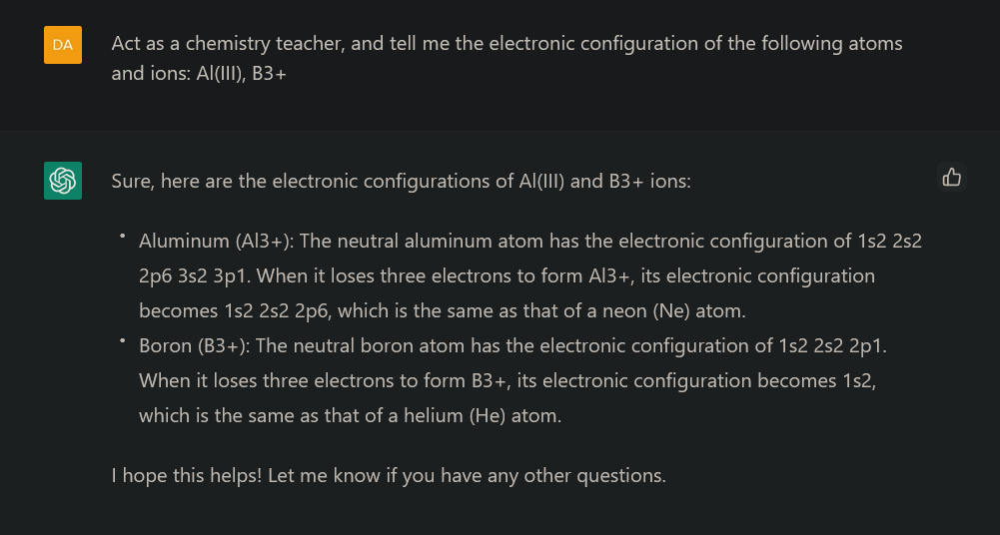 DA
Act as a chemistry teacher, and tell me the electronic configuration of the following atoms
and ions: Al(III), B3+
Sure, here are the electronic configurations of Al(III) and B3+ ions:
• Aluminum (Al3+): The neutral aluminum atom has the electronic configuration of 1s2 2s2
2p6 3s2 3p1. When it loses three electrons to form Al3+, its electronic configuration
becomes 1s2 2s2 2p6, which is the same as that of a neon (Ne) atom.
• Boron (B3+): The neutral boron atom has the electronic configuration of 1s2 2s2 2p1.
When it loses three electrons to form B3+, its electronic configuration becomes 1s2,
which is the same as that of a helium (He) atom.
I hope this helps! Let me know if you have any other questions.